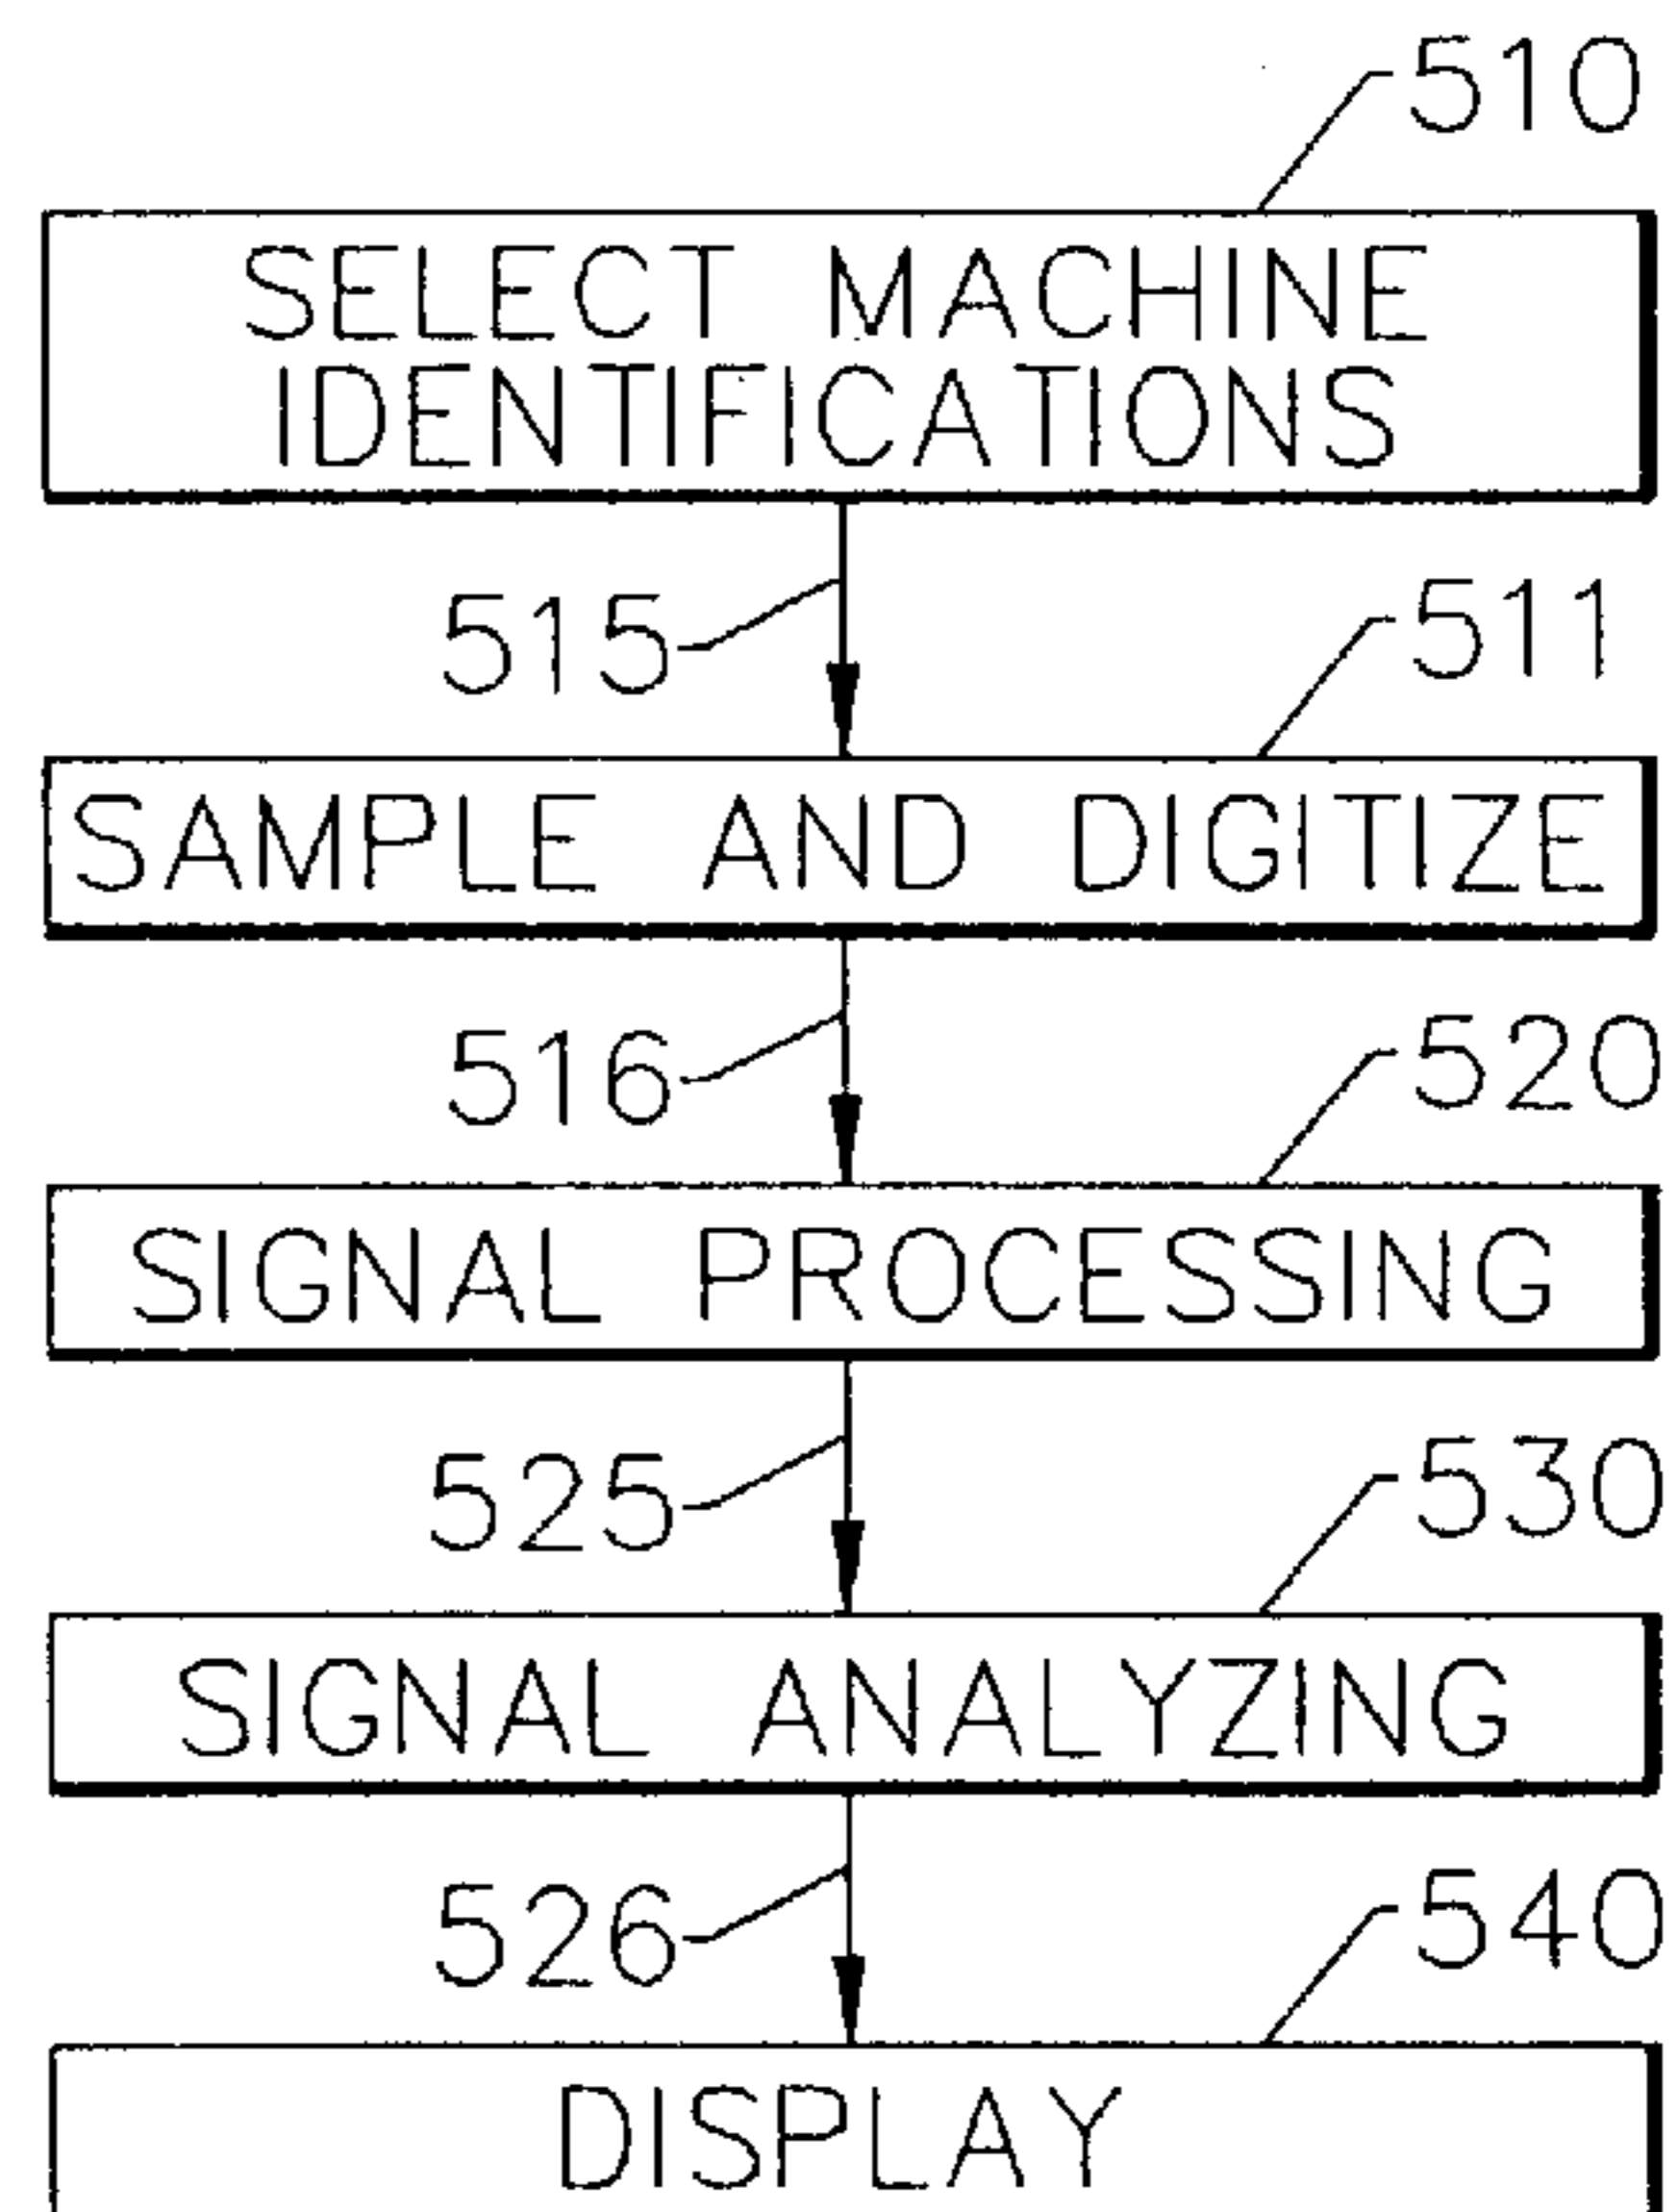 510
SELECT MACHINE
IDENTIFICATIONS
515
511
SAMPLE AND DIGITIZE
516
520
SIGNAL PROCESSING
525
530
SIGNAL ANALYZING
526
540
DISPLAY